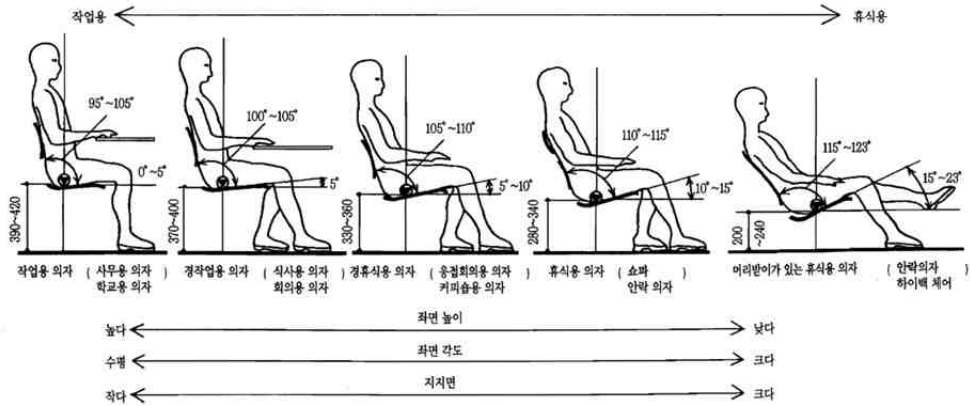 작업용 휴식용
95°~105°
0°~5°
390~420
100°~105°
5°
370~400
105°~110°
5°~10°
330~360
110°~115°
10°~15°
280~340
115°~123°
15°~23°
200
~240
작업용 의자 ( 사무용 의자
학교용 의자 )
경작업용 의자 ( 식사용 의자
회의용 의자 )
경휴식용 의자 ( 응접회의용 의자
커피숍용 의자 )
휴식용 의자 ( 쇼파
안락 의자 )
머리받이가 있는 휴식용 의자 ( 안락의자
하이백 체어 )
좌면 높이
높다 낮다
좌면 각도
수평 크다
지지면
작다 크다